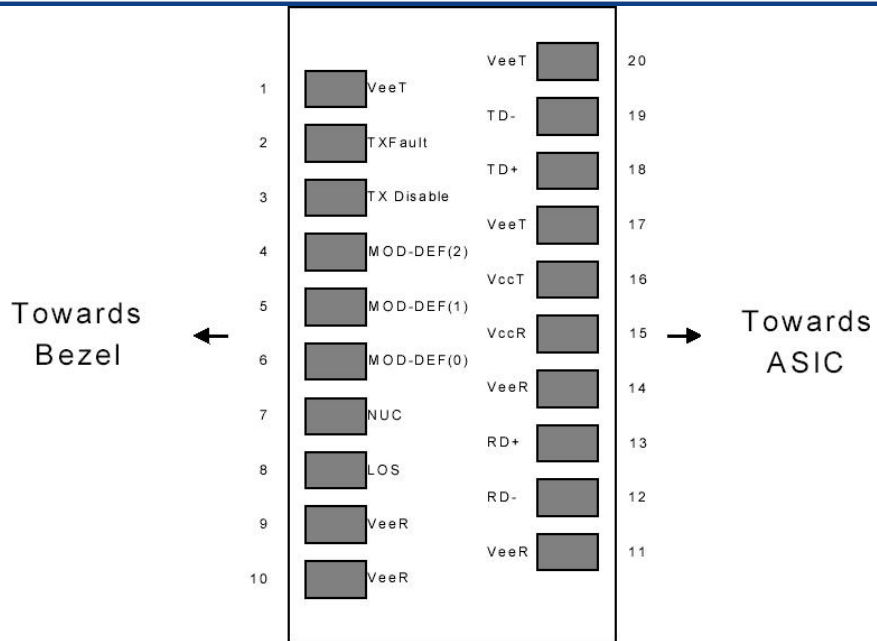 VeeT 20
1 VeeT
TD- 19
2 TXFault
TD+ 18
3 TX Disable
VeeT 17
4 MOD-DEF(2)
VccT 16
5 MOD-DEF(1)
Towards
Bezel
VccR 15
Towards
ASIC
6 MOD-DEF(0)
VeeR 14
7 NUC
RD+ 13
8 LOS
RD- 12
9 VeeR
VeeR 11
10 VeeR